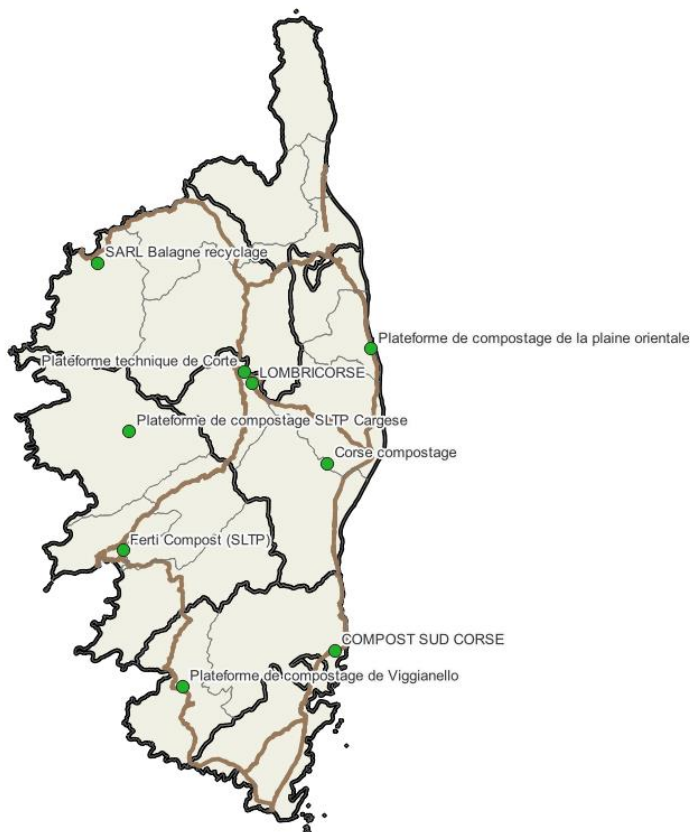 SARL Balagne recyclage
Plateforme de compostage de la plaine orientale
Plateforme technique de Corte
LOMBRICORSE
Plateforme de compostage SLTP Cargese
Corse compostage
Ferti Compost (SLTP)
COMPOST SUD CORSE
Plateforme de compostage de Viggianello